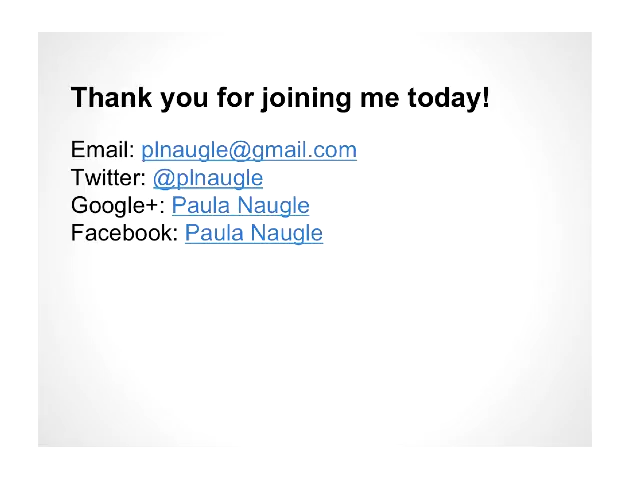 Thank you for joining me today!
Email: plnaugle@gmail.com
Twitter: @plnaugle
Google+: Paula Naugle
Facebook: Paula Naugle